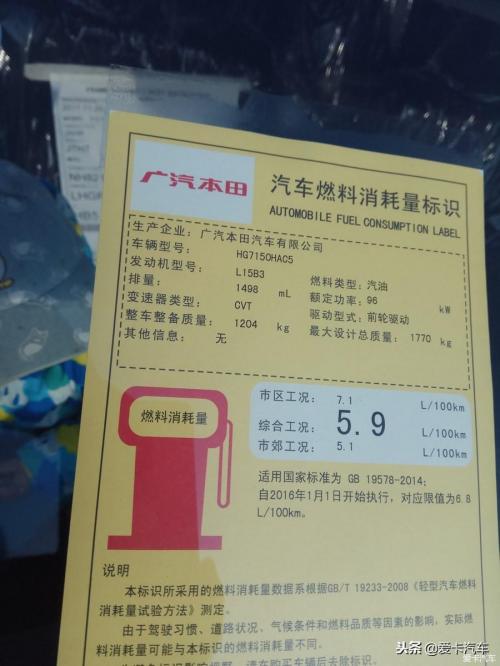 广汽本田
汽车燃料消耗量标识
AUTOMOBILE FUEL CONSUMPTION LABEL
生产企业：广汽本田汽车有限公司
车辆型号： HG7150HAC5
发动机型号： L15B3 燃料类型：汽油
排量： 1498 mL 额定功率：96 kW
变速器类型： CVT 驱动型式：前轮驱动
整车整备质量： 1204 kg 最大设计总质量： 1770 kg
其他信息： 无
燃料消耗量
市区工况： 7.1 L/100km
综合工况： 5.9 L/100km
市郊工况： 5.1 L/100km
适用国家标准为 GB 19578-2014；
自2016年1月1日开始执行，对应限值为6.8
L/100km。
说明
本标识所采用的燃料消耗量数据系根据GB/T 19233-2008《轻型汽车燃料
消耗量试验方法》测定。
由于驾驶习惯、道路状况、气候条件和燃料品质等因素的影响，实际燃
料消耗量可能与本标识的燃料消耗量不同。
头条@爱卡汽车